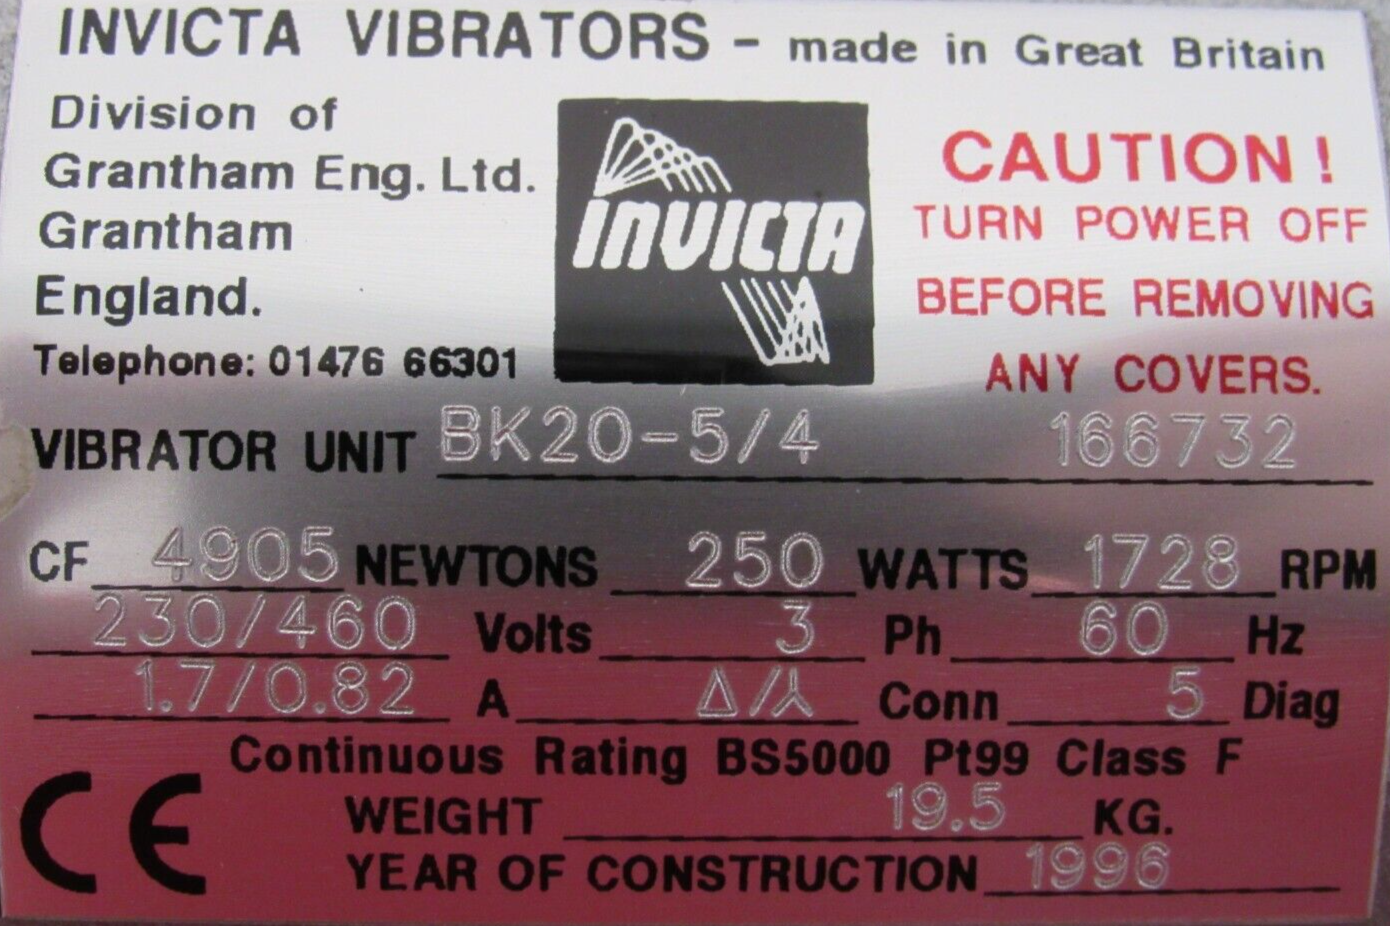 INVICTA VIBRATORS - made in Great Britain
Division of
Grantham Eng. Ltd.
Grantham
England.
Telephone: 01476 66301
INVICTA
CAUTION !
TURN POWER OFF
BEFORE REMOVING
ANY COVERS.
VIBRATOR UNIT BK20-5/4 166732
CF 4905 NEWTONS 250 WATTS 1728 RPM
230/460 Volts 3 Ph 60 Hz
1.7/0.82 A Δ/⅄ Conn 5 Diag
Continuous Rating BS5000 Pt99 Class F
CE
WEIGHT 19.5 KG.
YEAR OF CONSTRUCTION 1996